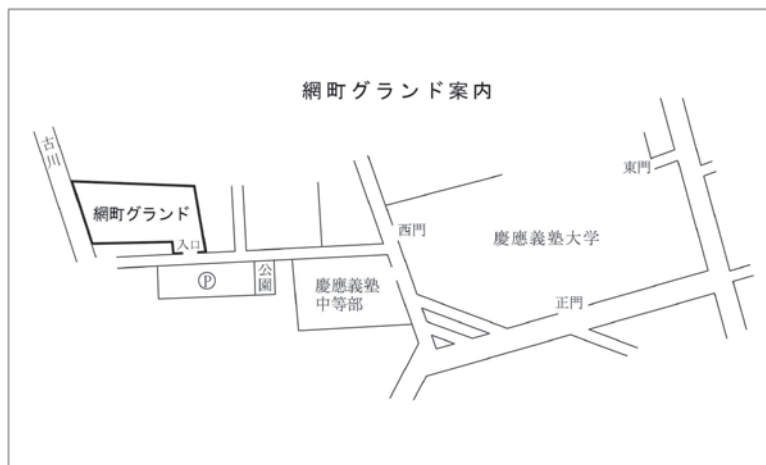 網町グランド案内
古川
網町グランド
入口
東門
西門
慶應義塾大学
Ⓟ
公園
慶應義塾
中等部
正門